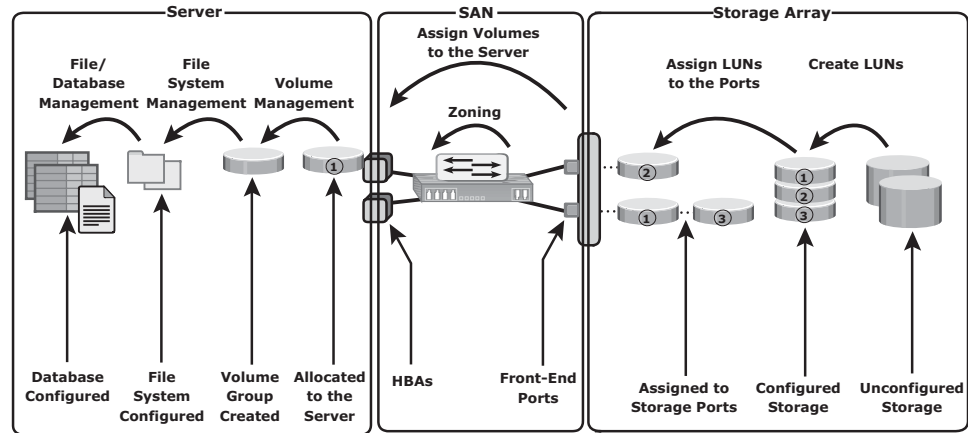 Server
SAN
Storage Array
File/
Database
Management
File
System
Management
Volume
Management
Assign Volumes
to the Server
Zoning
Assign LUNs
to the Ports
Create LUNs
1
2
1
3
1
2
3
Database
Configured
File
System
Configured
Volume
Group
Created
Allocated
to the
Server
HBAs
Front-End
Ports
Assigned to
Storage Ports
Configured
Storage
Unconfigured
Storage